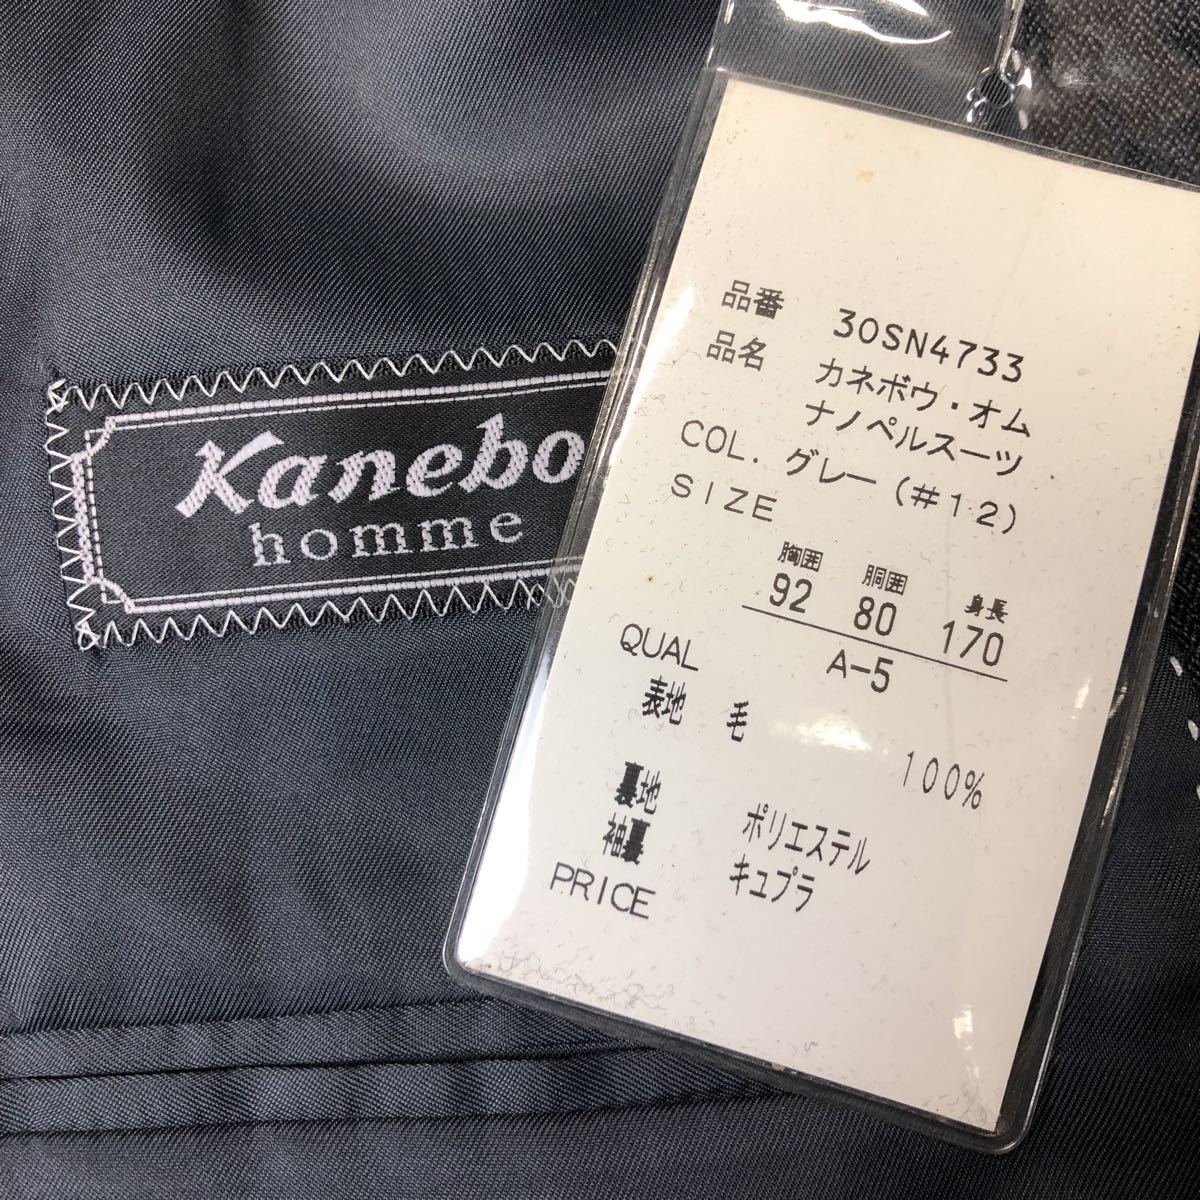 Kanebo
homme
品番 30SN4733
品名 カネボウ・オム
ナノペルスーツ
COL. グレー(#12)
SIZE
胸囲 胴囲 身長
92 80 170
A-5
QUAL
表地 毛 100%
裏地 ポリエステル
袖裏 キュプラ
PRICE